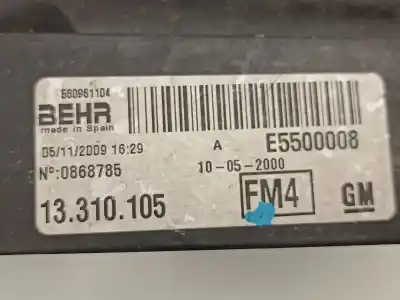 560961104
BEHR
made in Spain
05/11/2009 16:29 A E5500008
Nº:0868785 10-05-2000
13.310.105 FM4 GM